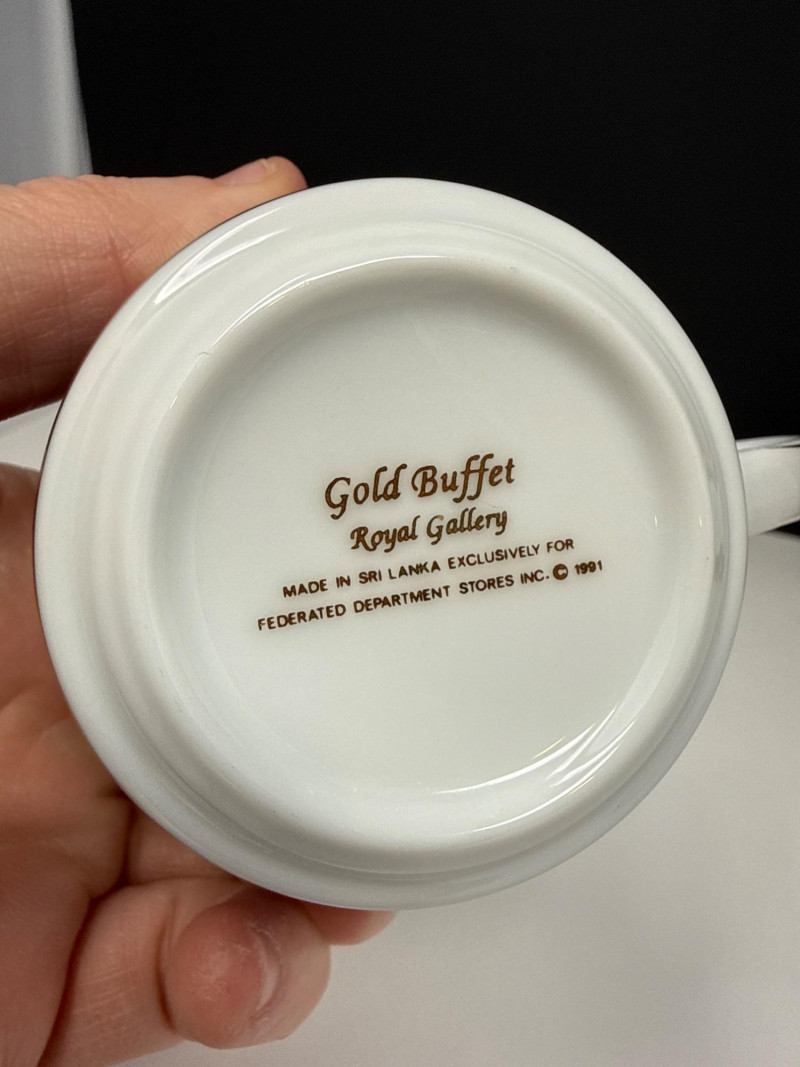 Gold Buffet
Royal Gallery
MADE IN SRI LANKA EXCLUSIVELY FOR
FEDERATED DEPARTMENT STORES INC. © 1991